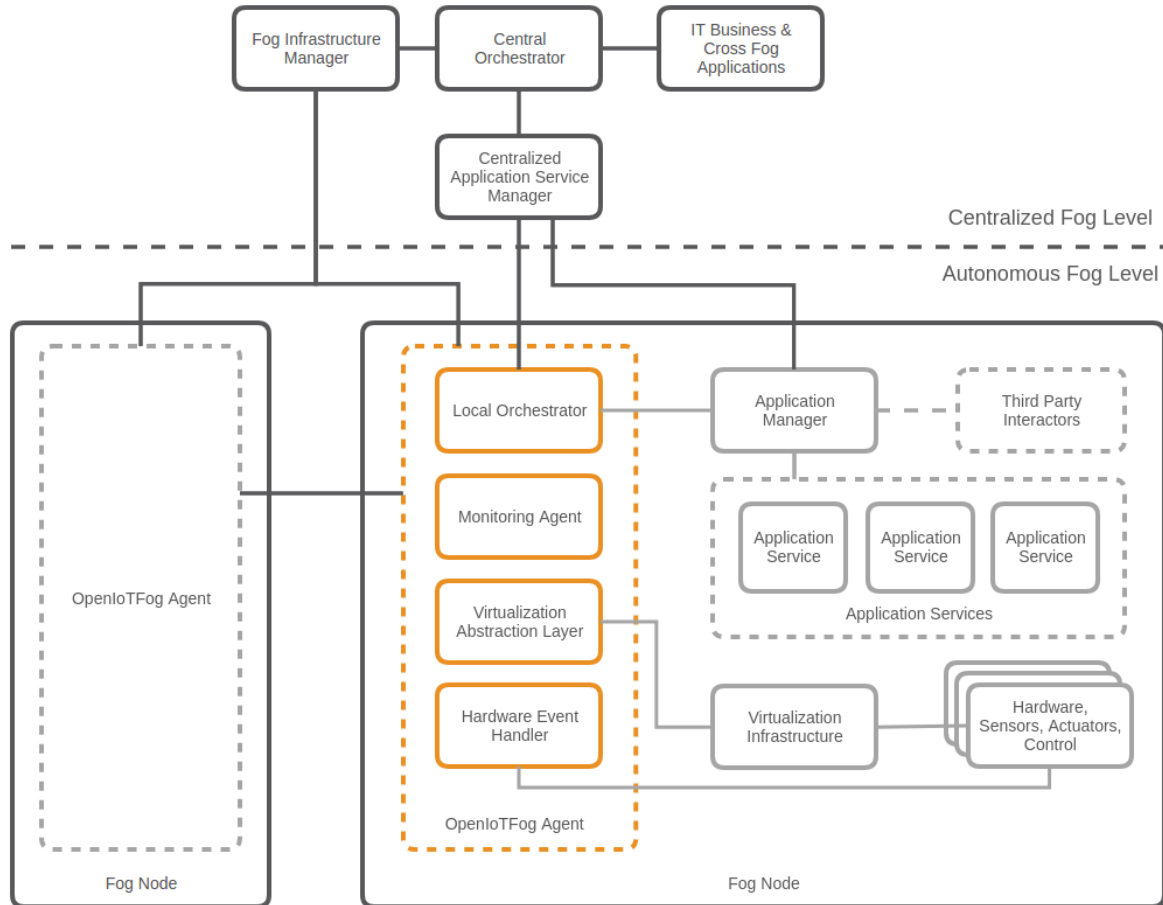 Fog Infrastructure
Manager
Central
Orchestrator
IT Business &
Cross Fog
Applications
Centralized
Application Service
Manager
Centralized Fog Level
Autonomous Fog Level
OpenIoTFog Agent
Fog Node
Local Orchestrator
Monitoring Agent
Virtualization
Abstraction Layer
Hardware Event
Handler
OpenIoTFog Agent
Application
Manager
Third Party
Interactors
Application
Service
Application
Service
Application
Service
Application Services
Virtualization
Infrastructure
Hardware,
Sensors, Actuators,
Control
Fog Node